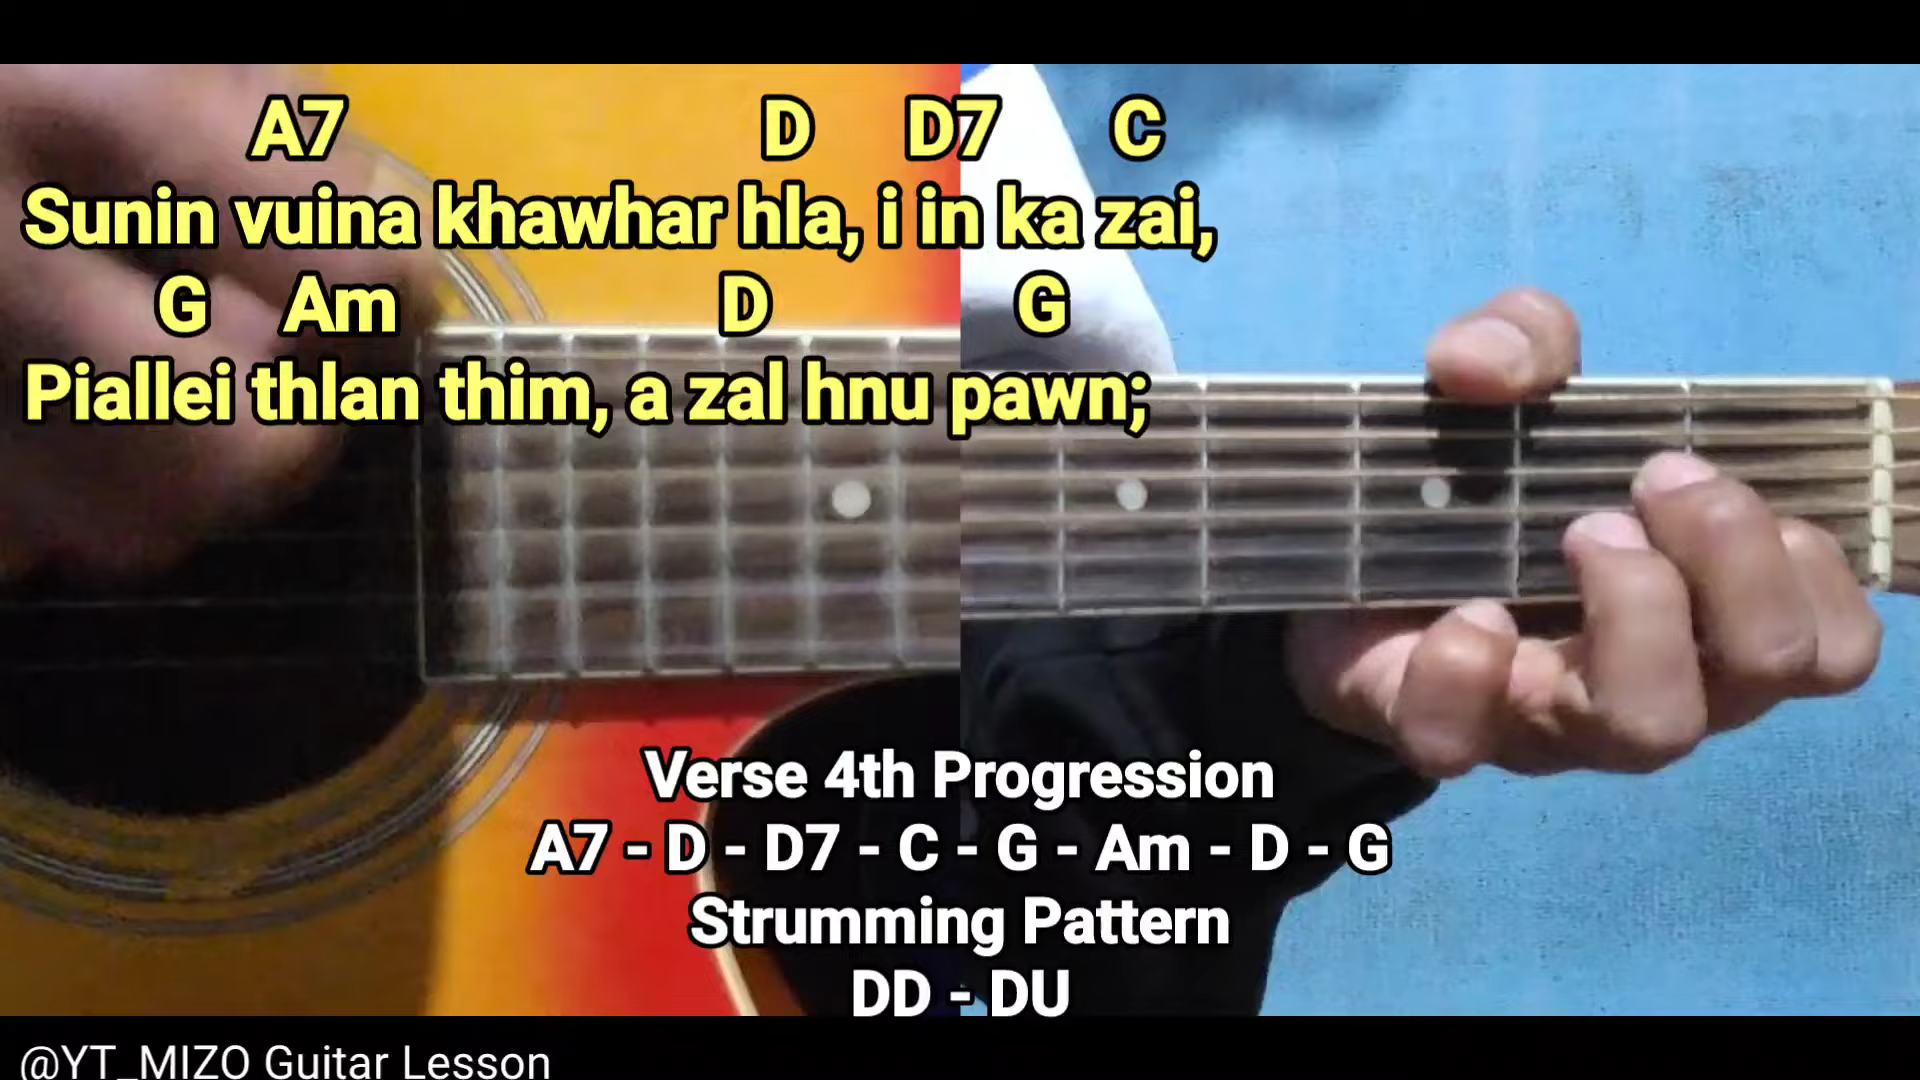 A7 D D7 C
Sunin vuina khawhar hla, i in ka zai,
G Am D G
Piallei thlan thim, a zal hnu pawn;
Verse 4th Progression
A7 - D - D7 - C - G - Am - D - G
Strumming Pattern
DD - DU
@YT_MIZO Guitar Lesson